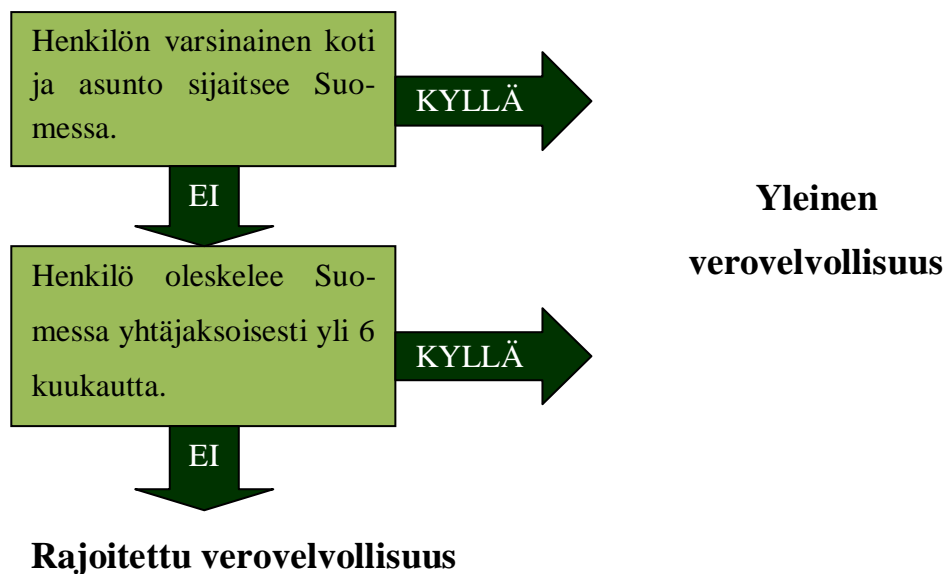 Henkilön varsinainen koti
ja asunto sijaitsee Suo-
messa.
KYLLÄ
EI
Yleinen
verovelvollisuus
Henkilö oleskelee Suo-
messa yhtäjaksoisesti yli 6
kuukautta.
KYLLÄ
EI
Rajoitettu verovelvollisuus